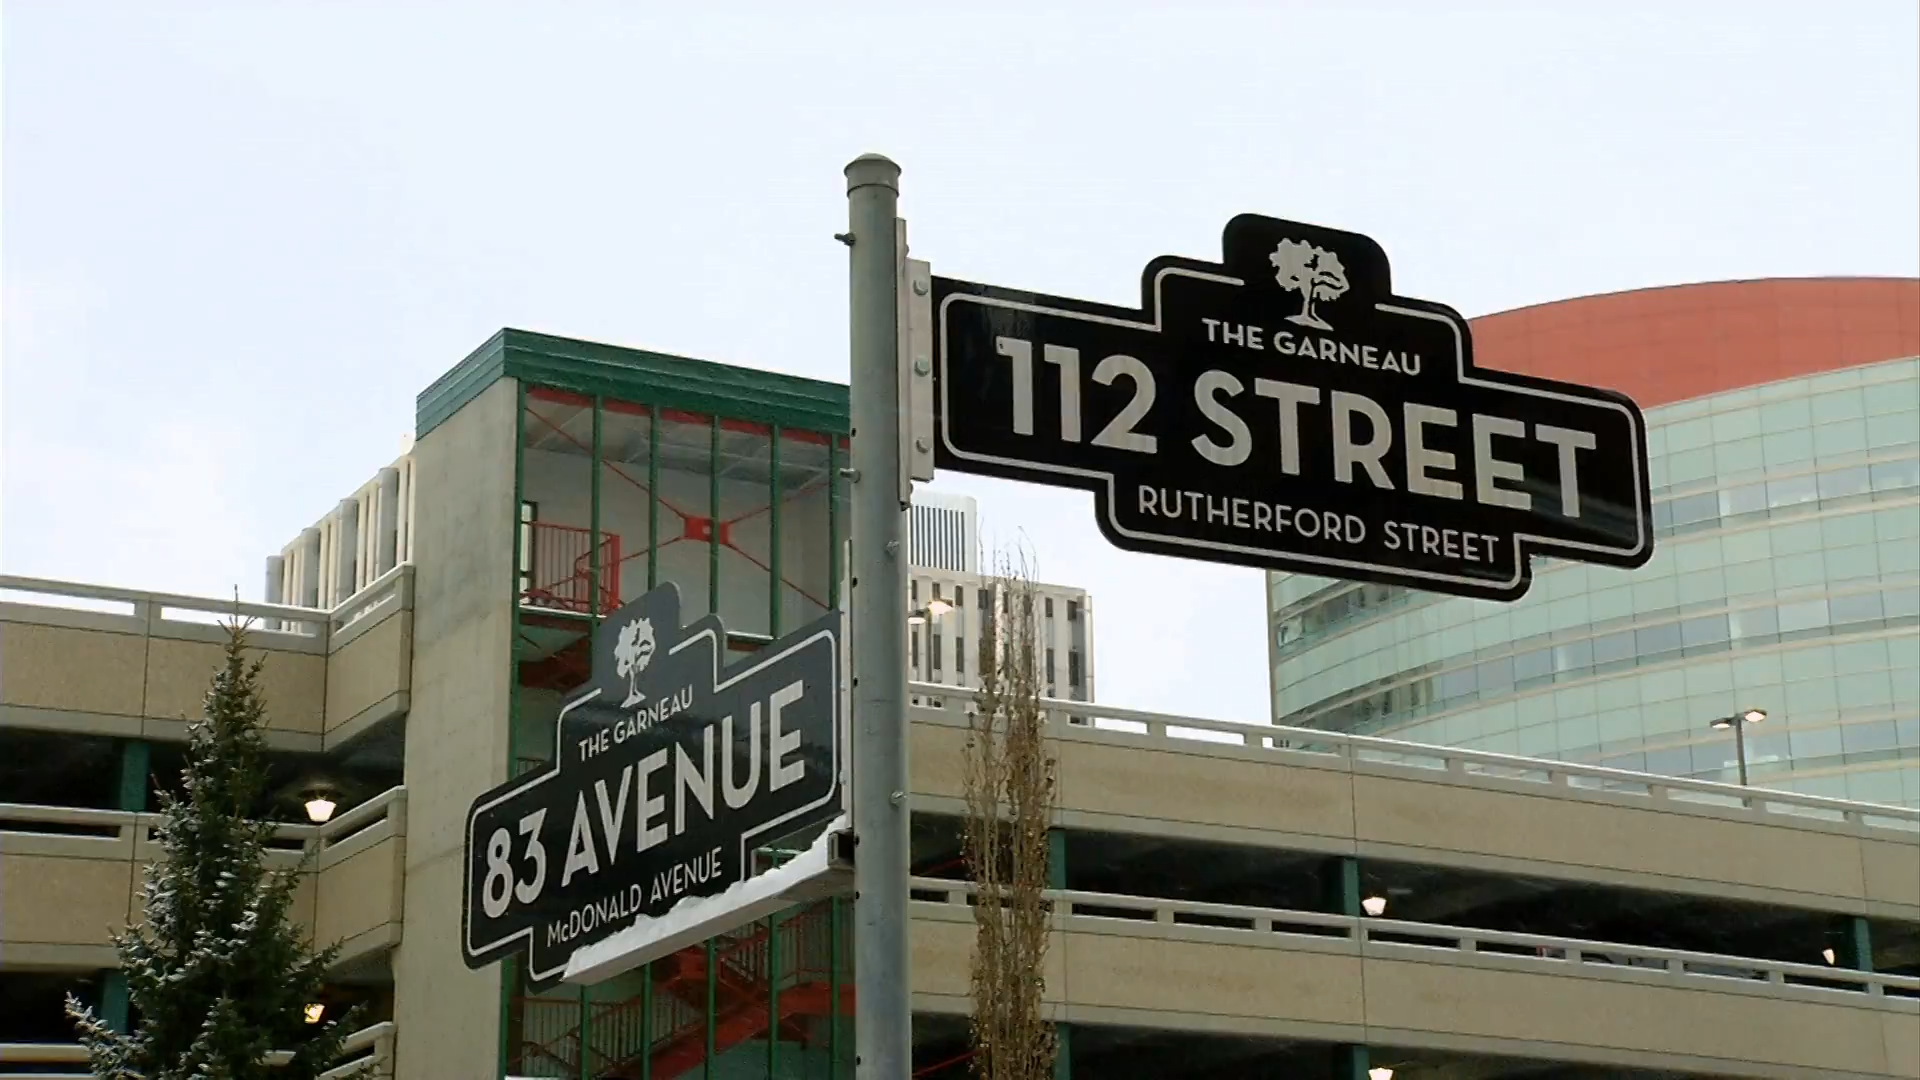 THE GARNEAU
112 STREET
RUTHERFORD STREET
THE GARNEAU
83 AVENUE
McDONALD AVENUE